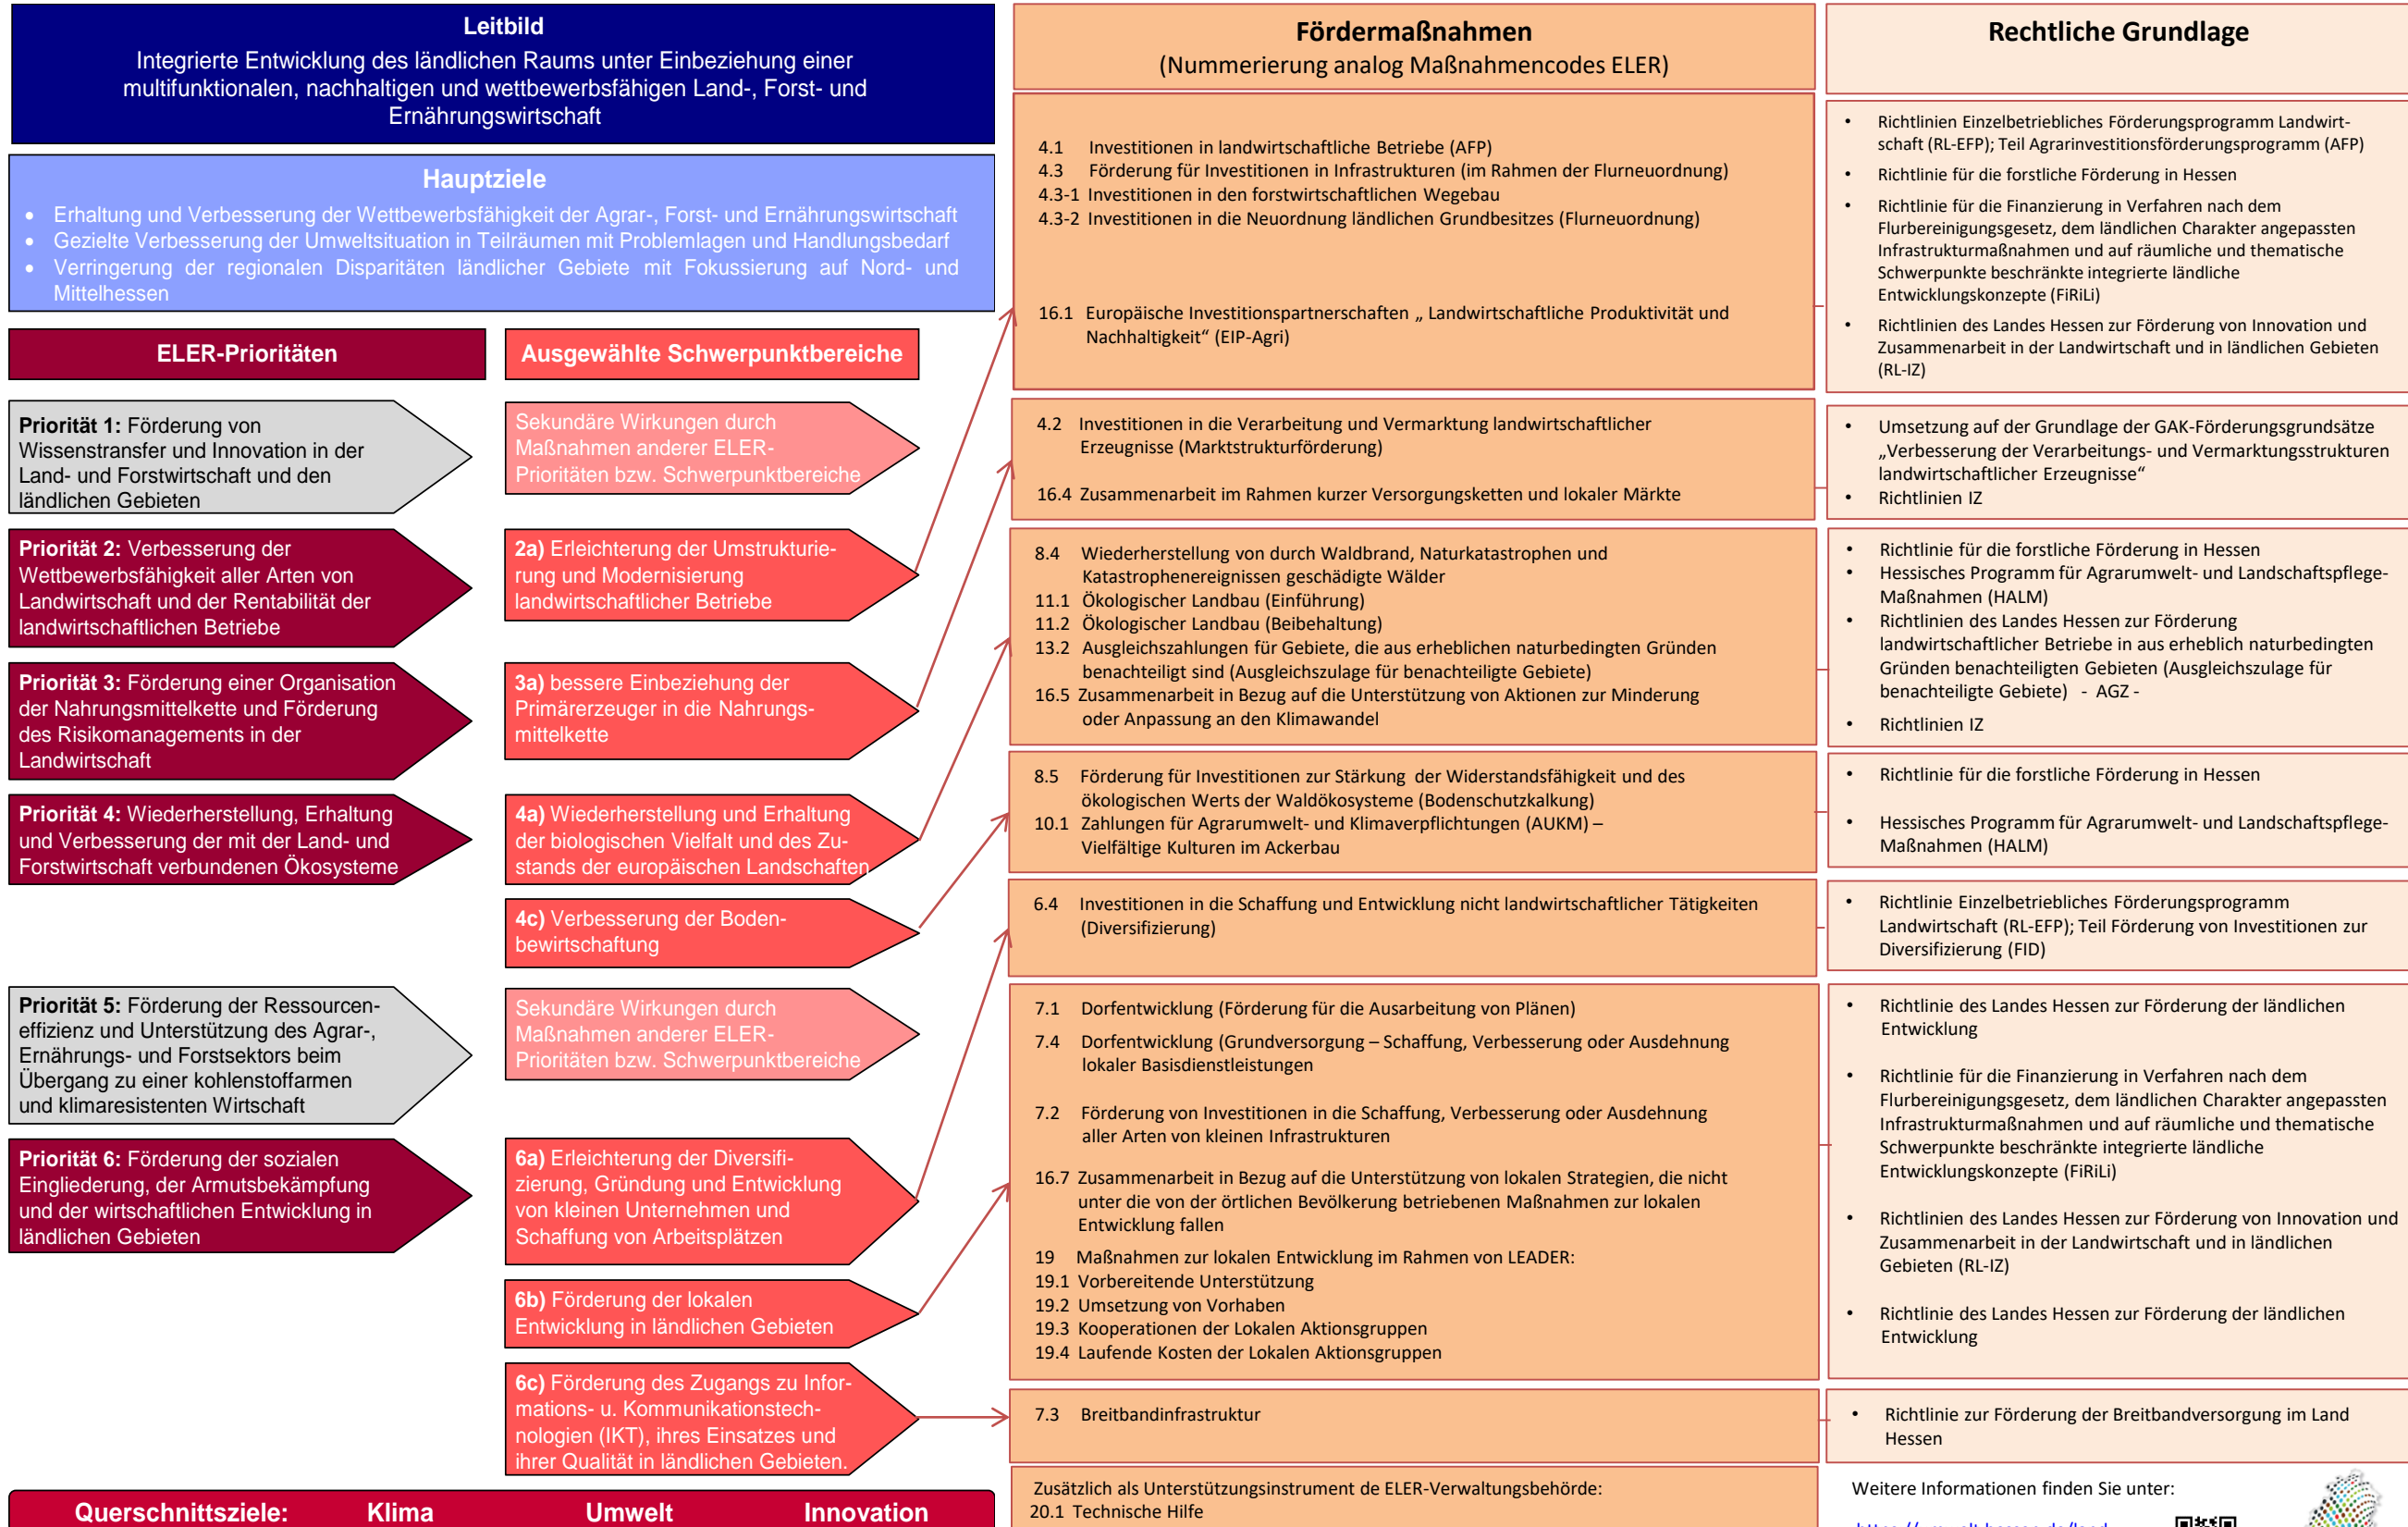 Leitbild
Integrierte Entwicklung des ländlichen Raums unter Einbeziehung einer
multifunktionalen, nachhaltigen und wettbewerbsfähigen Land-, Forst- und
Ernährungswirtschaft
Hauptziele
• Erhaltung und Verbesserung der Wettbewerbsfähigkeit der Agrar-, Forst- und Ernährungswirtschaft
• Gezielte Verbesserung der Umweltsituation in Teilräumen mit Problemlagen und Handlungsbedarf
• Verringerung der regionalen Disparitäten ländlicher Gebiete mit Fokussierung auf Nord- und
Mittelhessen
ELER-Prioritäten
Priorität 1: Förderung von
Wissenstransfer und Innovation in der
Land- und Forstwirtschaft und den
ländlichen Gebieten
Priorität 2: Verbesserung der
Wettbewerbsfähigkeit aller Arten von
Landwirtschaft und der Rentabilität der
landwirtschaftlichen Betriebe
Priorität 3: Förderung einer Organisation
der Nahrungsmittelkette und Förderung
des Risikomanagements in der
Landwirtschaft
Priorität 4: Wiederherstellung, Erhaltung
und Verbesserung der mit der Land- und
Forstwirtschaft verbundenen Ökosysteme
Priorität 5: Förderung der Ressourcen-
effizienz und Unterstützung des Agrar-,
Ernährungs- und Forstsektors beim
Übergang zu einer kohlenstoffarmen
und klimaresistenten Wirtschaft
Priorität 6: Förderung der sozialen
Eingliederung, der Armutsbekämpfung
und der wirtschaftlichen Entwicklung in
ländlichen Gebieten
Ausgewählte Schwerpunktbereiche
Sekundäre Wirkungen durch
Maßnahmen anderer ELER-
Prioritäten bzw. Schwerpunktbereiche
2a) Erleichterung der Umstrukturie-
rung und Modernisierung
landwirtschaftlicher Betriebe
3a) bessere Einbeziehung der
Primärerzeuger in die Nahrungs-
mittelkette
4a) Wiederherstellung und Erhaltung
der biologischen Vielfalt und des Zu-
stands der europäischen Landschaften
4c) Verbesserung der Boden-
bewirtschaftung
Sekundäre Wirkungen durch
Maßnahmen anderer ELER-
Prioritäten bzw. Schwerpunktbereiche
6a) Erleichterung der Diversifi-
zierung, Gründung und Entwicklung
von kleinen Unternehmen und
Schaffung von Arbeitsplätzen
6b) Förderung der lokalen
Entwicklung in ländlichen Gebieten
6c) Förderung des Zugangs zu Infor-
mations- u. Kommunikationstech-
nologien (IKT), ihres Einsatzes und
ihrer Qualität in ländlichen Gebieten.
Querschnittsziele: Klima Umwelt Innovation
Fördermaßnahmen
(Nummerierung analog Maßnahmencodes ELER)
4.1 Investitionen in landwirtschaftliche Betriebe (AFP)
4.3 Förderung für Investitionen in Infrastrukturen (im Rahmen der Flurneuordnung)
4.3-1 Investitionen in den forstwirtschaftlichen Wegebau
4.3-2 Investitionen in die Neuordnung ländlichen Grundbesitzes (Flurneuordnung)
16.1 Europäische Investitionspartnerschaften „ Landwirtschaftliche Produktivität und
Nachhaltigkeit“ (EIP-Agri)
4.2 Investitionen in die Verarbeitung und Vermarktung landwirtschaftlicher
Erzeugnisse (Marktstrukturförderung)
16.4 Zusammenarbeit im Rahmen kurzer Versorgungsketten und lokaler Märkte
8.4 Wiederherstellung von durch Waldbrand, Naturkatastrophen und
Katastrophenereignissen geschädigte Wälder
11.1 Ökologischer Landbau (Einführung)
11.2 Ökologischer Landbau (Beibehaltung)
13.2 Ausgleichszahlungen für Gebiete, die aus erheblichen naturbedingten Gründen
benachteiligt sind (Ausgleichszulage für benachteiligte Gebiete)
16.5 Zusammenarbeit in Bezug auf die Unterstützung von Aktionen zur Minderung
oder Anpassung an den Klimawandel
8.5 Förderung für Investitionen zur Stärkung der Widerstandsfähigkeit und des
ökologischen Werts der Waldökosysteme (Bodenschutzkalkung)
10.1 Zahlungen für Agrarumwelt- und Klimaverpflichtungen (AUKM) –
Vielfältige Kulturen im Ackerbau
6.4 Investitionen in die Schaffung und Entwicklung nicht landwirtschaftlicher Tätigkeiten
(Diversifizierung)
7.1 Dorfentwicklung (Förderung für die Ausarbeitung von Plänen)
7.4 Dorfentwicklung (Grundversorgung – Schaffung, Verbesserung oder Ausdehnung
lokaler Basisdienstleistungen
7.2 Förderung von Investitionen in die Schaffung, Verbesserung oder Ausdehnung
aller Arten von kleinen Infrastrukturen
16.7 Zusammenarbeit in Bezug auf die Unterstützung von lokalen Strategien, die nicht
unter die von der örtlichen Bevölkerung betriebenen Maßnahmen zur lokalen
Entwicklung fallen
19 Maßnahmen zur lokalen Entwicklung im Rahmen von LEADER:
19.1 Vorbereitende Unterstützung
19.2 Umsetzung von Vorhaben
19.3 Kooperationen der Lokalen Aktionsgruppen
19.4 Laufende Kosten der Lokalen Aktionsgruppen
7.3 Breitbandinfrastruktur
Zusätzlich als Unterstützungsinstrument de ELER-Verwaltungsbehörde:
20.1 Technische Hilfe
Rechtliche Grundlage
• Richtlinien Einzelbetriebliches Förderungsprogramm Landwirt-
schaft (RL-EFP); Teil Agrarinvestitionsförderungsprogramm (AFP)
• Richtlinie für die forstliche Förderung in Hessen
• Richtlinie für die Finanzierung in Verfahren nach dem
Flurbereinigungsgesetz, dem ländlichen Charakter angepassten
Infrastrukturmaßnahmen und auf räumliche und thematische
Schwerpunkte beschränkte integrierte ländliche
Entwicklungskonzepte (FiRiLi)
• Richtlinien des Landes Hessen zur Förderung von Innovation und
Zusammenarbeit in der Landwirtschaft und in ländlichen Gebieten
(RL-IZ)
• Umsetzung auf der Grundlage der GAK-Förderungsgrundsätze
„Verbesserung der Verarbeitungs- und Vermarktungsstrukturen
landwirtschaftlicher Erzeugnisse“
• Richtlinien IZ
• Richtlinie für die forstliche Förderung in Hessen
• Hessisches Programm für Agrarumwelt- und Landschaftspflege-
Maßnahmen (HALM)
• Richtlinien des Landes Hessen zur Förderung
landwirtschaftlicher Betriebe in aus erheblich naturbedingten
Gründen benachteiligten Gebieten (Ausgleichszulage für
benachteiligte Gebiete) - AGZ -
• Richtlinien IZ
• Richtlinie für die forstliche Förderung in Hessen
• Hessisches Programm für Agrarumwelt- und Landschaftspflege-
Maßnahmen (HALM)
• Richtlinie Einzelbetriebliches Förderungsprogramm
Landwirtschaft (RL-EFP); Teil Förderung von Investitionen zur
Diversifizierung (FID)
• Richtlinie des Landes Hessen zur Förderung der ländlichen
Entwicklung
• Richtlinie für die Finanzierung in Verfahren nach dem
Flurbereinigungsgesetz, dem ländlichen Charakter angepassten
Infrastrukturmaßnahmen und auf räumliche und thematische
Schwerpunkte beschränkte integrierte ländliche
Entwicklungskonzepte (FiRiLi)
• Richtlinien des Landes Hessen zur Förderung von Innovation und
Zusammenarbeit in der Landwirtschaft und in ländlichen
Gebieten (RL-IZ)
• Richtlinie des Landes Hessen zur Förderung der ländlichen
Entwicklung
• Richtlinie zur Förderung der Breitbandversorgung im Land
Hessen
Weitere Informationen finden Sie unter: